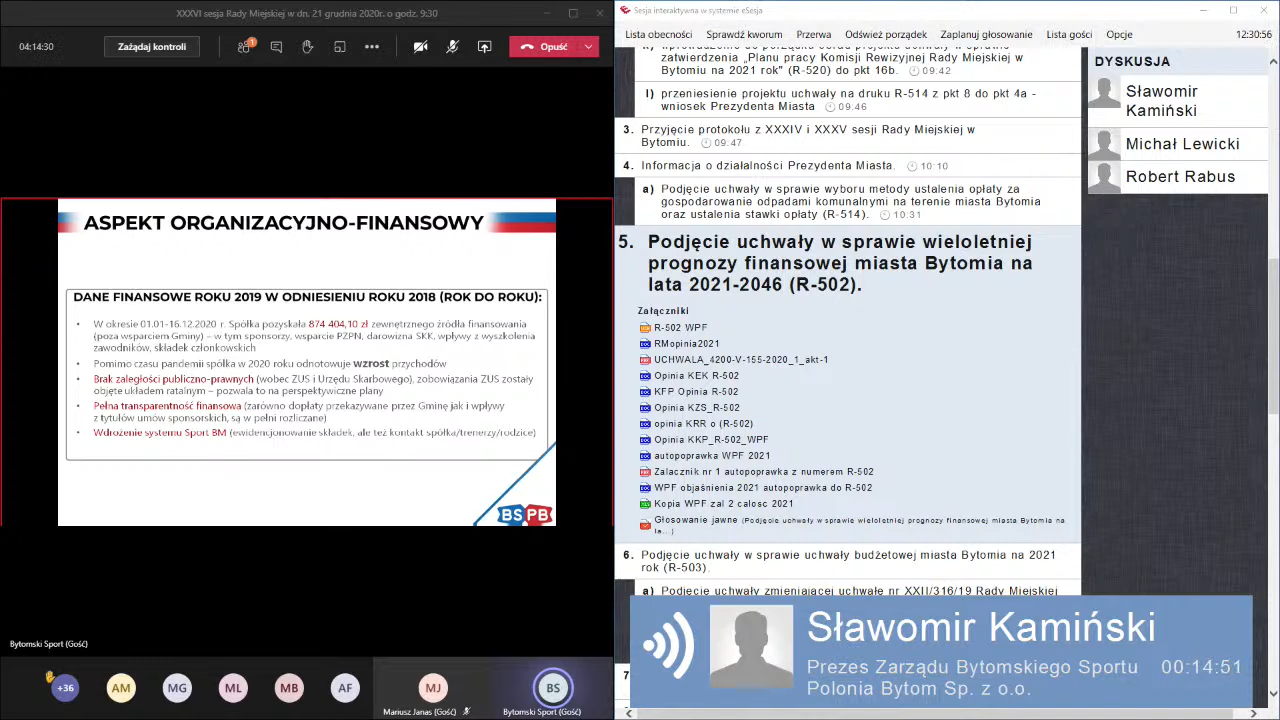 XXXVI sesja Rady Miejskiej w dn. 21 grudnia 2020r. o godz. 9:30
04:14:30
Zażądaj kontroli
1
Opuść
ASPEKT ORGANIZACYJNO-FINANSOWY
DANE FINANSOWE ROKU 2019 W ODNIESIENIU ROKU 2018 (ROK DO ROKU):
• W okresie 01.01-16.12.2020 r. Spółka pozyskała 874 404,10 zł zewnętrznego źródła finansowania
(poza wsparciem Gminy) – w tym sponsorzy, wsparcie PZPN, darowizna SKK, wpływy z wyszkolenia
zawodników, składek członkowskich
• Pomimo czasu pandemii spółka w 2020 roku odnotowuje wzrost przychodów
• Brak zaległości publiczno-prawnych (wobec ZUS i Urzędu Skarbowego), zobowiązania ZUS zostały
objęte układem ratalnym – pozwala to na perspektywiczne plany
• Pełna transparentność finansowa (zarówno dopłaty przekazywane przez Gminę jak i wpływy
z tytułów umów sponsorskich, są w pełni rozliczane)
• Wdrożenie systemu Sport BM (ewidencjonowanie składek, ale też kontakt spółka/trenerzy/rodzice)
BSPB
Bytomski Sport (Gość)
+36
AM
MG
ML
MB
AF
MJ
Mariusz Janas (Gość)
BS
Bytomski Sport (Gość)
Sesja interaktywna w systemie eSesja
Lista obecności Sprawdź kworum Przerwa Odśwież porządek Zaplanuj głosowanie Lista gości Opcje 12:30:56
zatwierdzenia „Planu pracy Komisji Rewizyjnej Rady Miejskiej w
Bytomiu na 2021 rok" (R-520) do pkt 16b. 09:42
l) przeniesienie projektu uchwały na druku R-514 z pkt 8 do pkt 4a -
wniosek Prezydenta Miasta 09:46
3. Przyjęcie protokołu z XXXIV i XXXV sesji Rady Miejskiej w
Bytomiu. 09:47
4. Informacja o działalności Prezydenta Miasta. 10:10
a) Podjęcie uchwały w sprawie wyboru metody ustalenia opłaty za
gospodarowanie odpadami komunalnymi na terenie miasta Bytomia
oraz ustalenia stawki opłaty (R-514). 10:31
5. Podjęcie uchwały w sprawie wieloletniej
prognozy finansowej miasta Bytomia na
lata 2021-2046 (R-502).
Załączniki
R-502 WPF
RMopinia2021
UCHWALA_4200-V-155-2020_1_akt-1
Opinia KEK R-502
KFP Opinia R-502
Opinia KZS_R-502
opinia KRR o (R-502)
Opinia KKP_R-502_WPF
autopoprawka WPF 2021
Zalacznik nr 1 autopoprawka z numerem R-502
WPF objaśnienia 2021 autopoprawka do R-502
Kopia WPF zal 2 calosc 2021
Głosowanie jawne (Podjęcie uchwały w sprawie wieloletniej prognozy finansowej miasta Bytomia na
la...)
6. Podjęcie uchwały w sprawie uchwały budżetowej miasta Bytomia na 2021
rok (R-503).
a) Podjęcie uchwały zmieniającej uchwałę nr XXII/316/19 Rady Miejskiej
7
DYSKUSJA
Sławomir
Kamiński
Michał Lewicki
Robert Rabus
Sławomir Kamiński
Prezes Zarządu Bytomskiego Sportu 00:14:51
Polonia Bytom Sp. z o.o.